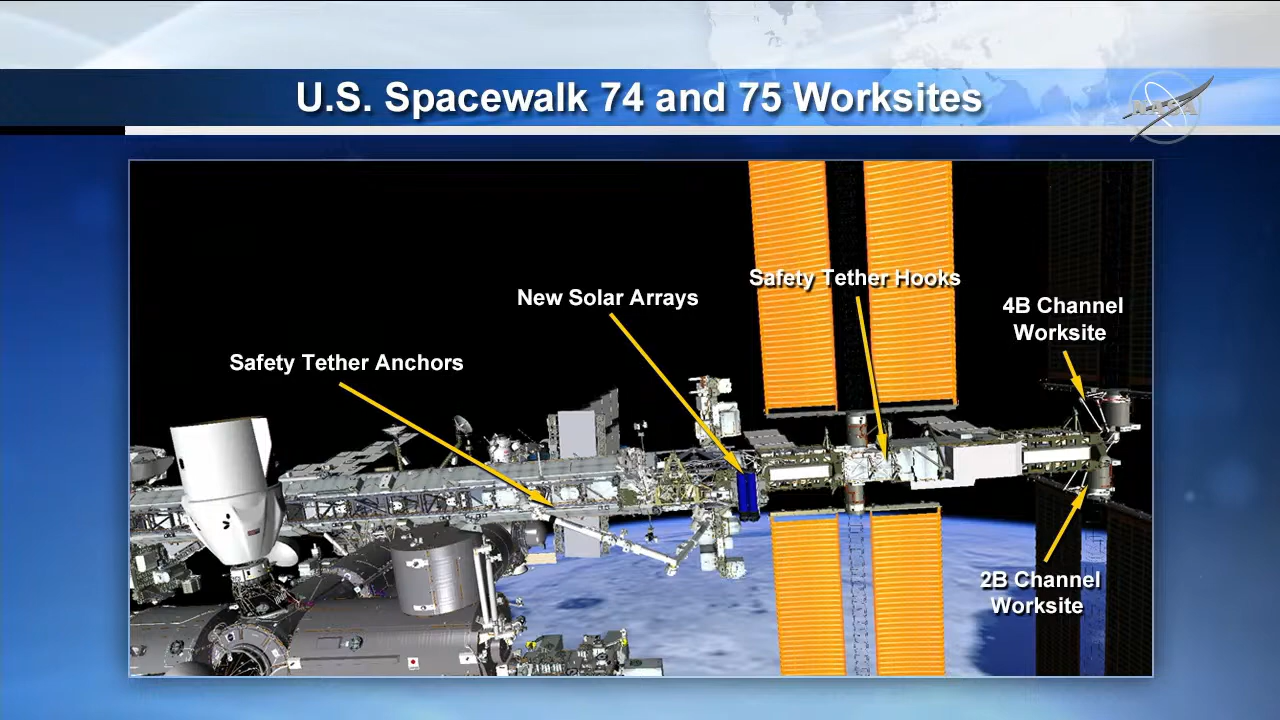 U.S. Spacewalk 74 and 75 Worksites
NASA
Safety Tether Hooks
New Solar Arrays
4B Channel
Worksite
Safety Tether Anchors
2B Channel
Worksite